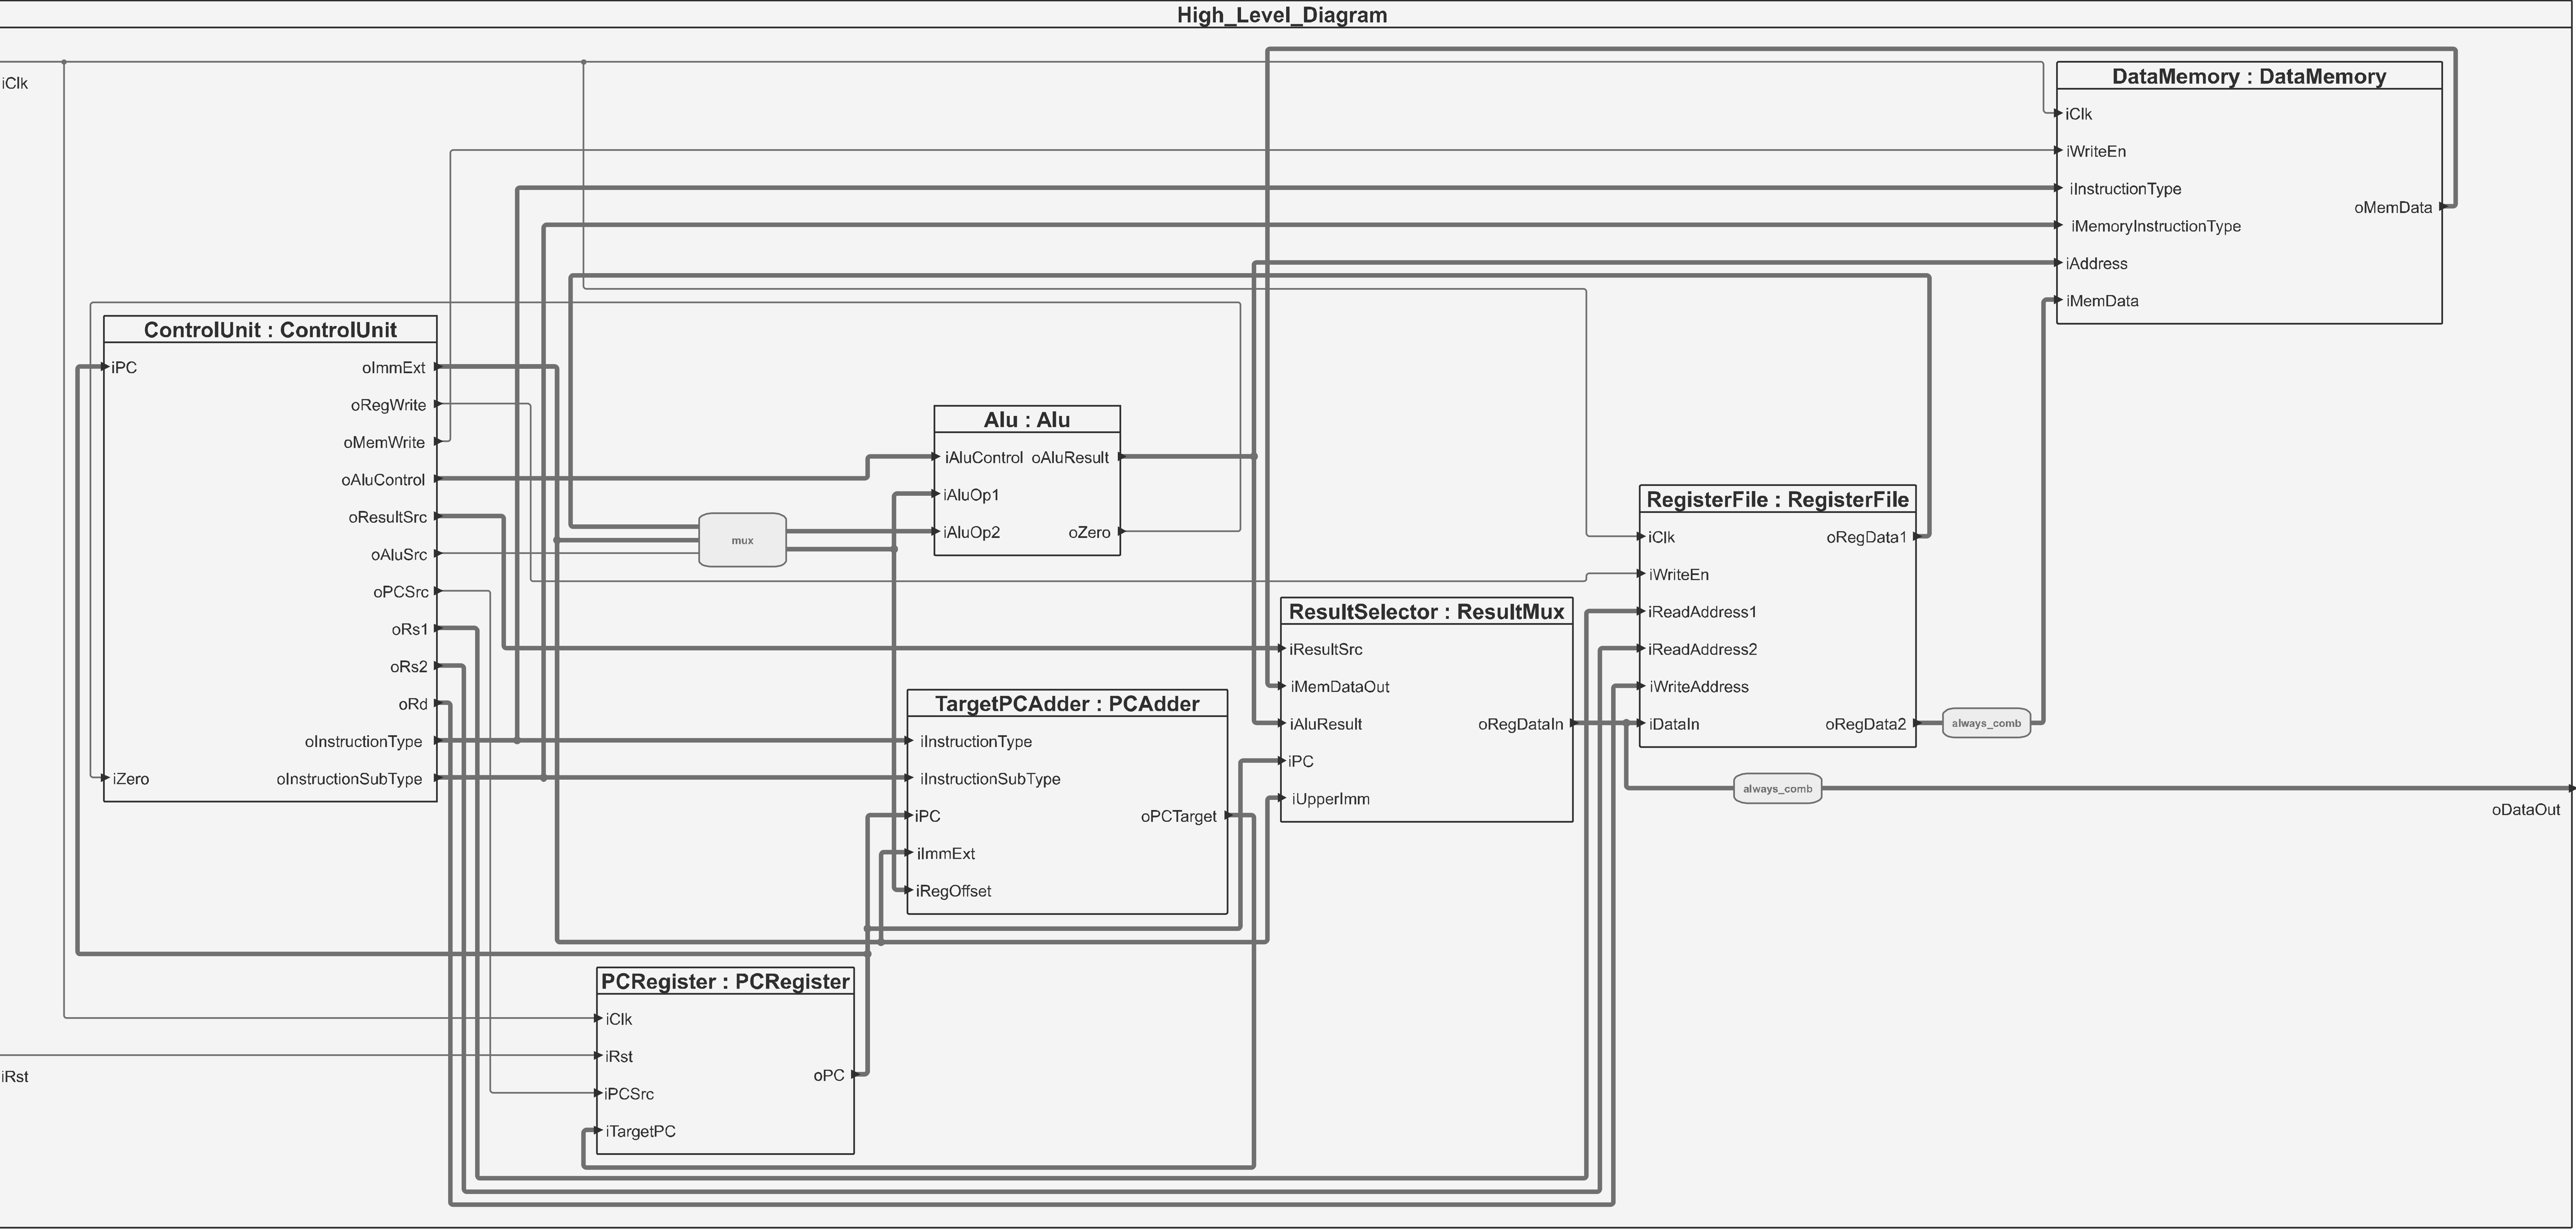 High_Level_Diagram
iClk
DataMemory : DataMemory
iClk
iWriteEn
iInstructionType
oMemData
iMemoryInstructionType
iAddress
iMemData
ControlUnit : ControlUnit
iPC
oImmExt
oRegWrite
oMemWrite
oAluControl
oResultSrc
oAluSrc
oPCSrc
oRs1
oRs2
oRd
oInstructionType
iZero
oInstructionSubType
mux
Alu : Alu
iAluControl oAluResult
iAluOp1
iAluOp2
oZero
RegisterFile : RegisterFile
iClk
oRegData1
iWriteEn
iReadAddress1
iReadAddress2
iWriteAddress
iDataIn
oRegData2
always_comb
ResultSelector : ResultMux
iResultSrc
iMemDataOut
iAluResult
oRegDataIn
iPC
iUpperImm
always_comb
oDataOut
TargetPCAdder : PCAdder
iInstructionType
iInstructionSubType
iPC
oPCTarget
iImmExt
iRegOffset
PCRegister : PCRegister
iClk
iRst
oPC
iPCSrc
iTargetPC
iRst